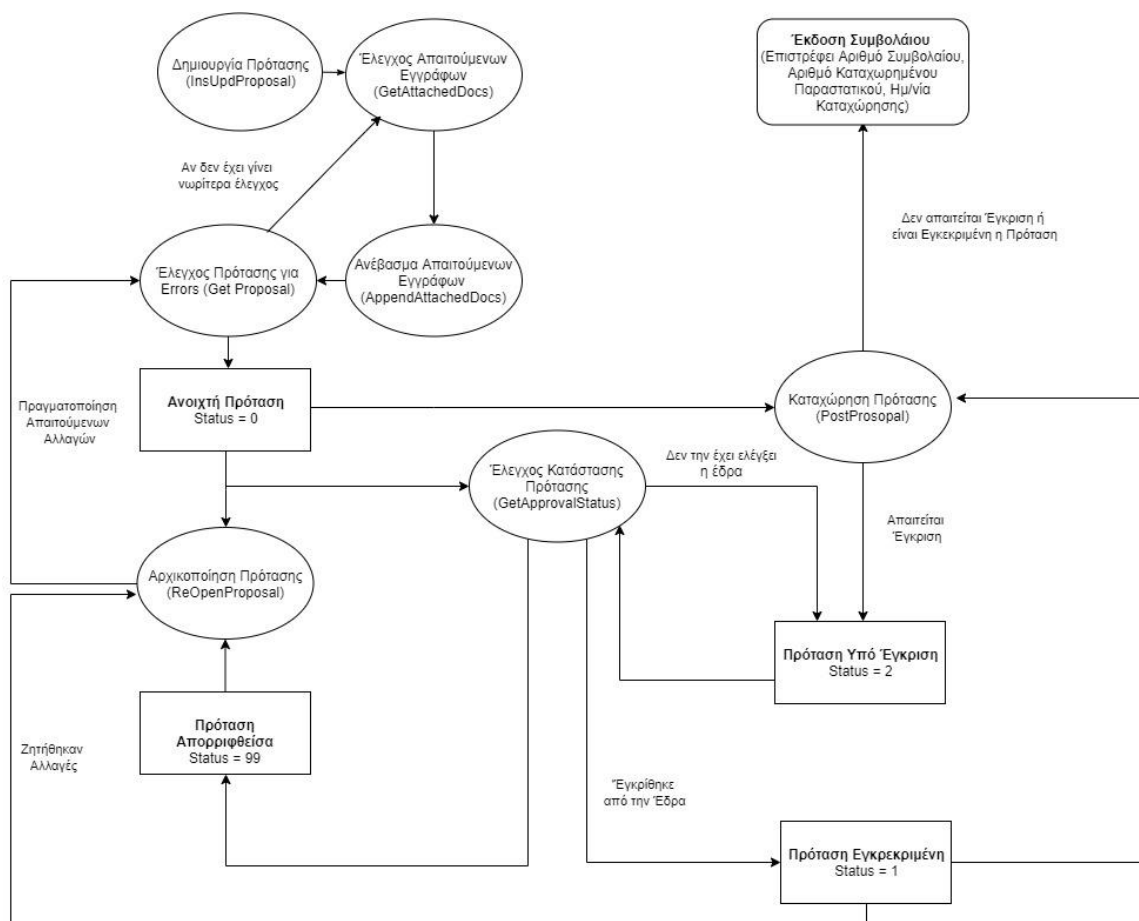 Δημιουργία Πρότασης
(InsUpdProposal)
Έλεγχος Απαιτούμενων
Εγγράφων
(GetAttachedDocs)
Έκδοση Συμβολάιου
(Επιστρέφει Αριθμό Συμβολαίου,
Αριθμό Καταχωρημένου
Παραστατικού, Ημ/νία
Καταχώρησης)
Αν δεν έχει γίνει
νωρίτερα έλεγχος
Δεν απαιτείται Έγκριση ή
είναι Εγκεκριμένη η Πρόταση
Έλεγχος Πρότασης για
Errors (Get Proposal)
Ανέβασμα Απαιτούμενων
Εγγράφων
(AppendAttachedDocs)
Πραγματοποίηση
Απαιτούμενων
Αλλαγών
Ανοιχτή Πρόταση
Status = 0
Καταχώρηση Πρότασης
(PostProsopal)
Έλεγχος Κατάστασης
Πρότασης
(GetApprovalStatus)
Δεν την έχει ελέγξει
η έδρα
Απαιτείται
Έγκριση
Αρχικοποίηση Πρότασης
(ReOpenProposal)
Πρόταση Υπό Έγκριση
Status = 2
Ζητήθηκαν
Αλλαγές
Πρόταση
Απορριφθείσα
Status = 99
Έγκρίθηκε
από την Έδρα
Πρόταση Εγκρεκριμένη
Status = 1